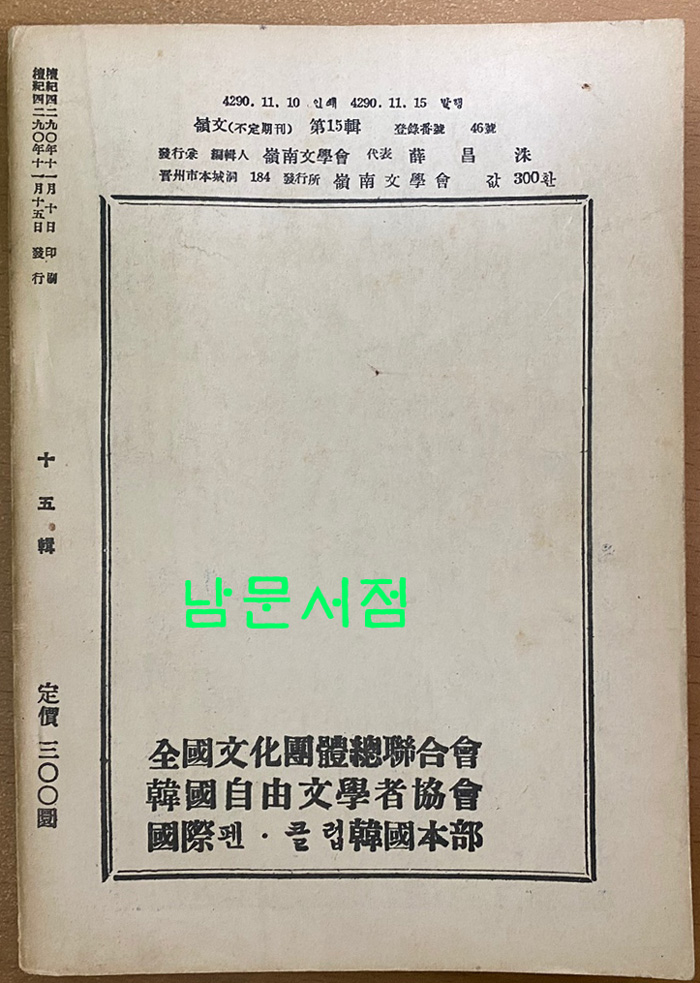 檀紀四二九〇年十一月十日 印刷
檀紀四二九〇年十一月十五日 發行
十五輯
定價 三〇〇圜
4290. 11. 10 인쇄 4290. 11. 15 발행
嶺文(不定期刊) 第15輯 登錄番號 46號
發行兼 編輯人 嶺南文學會 代表 薛昌洙
晋州市本城洞 184 發行所 嶺南文學會 값 300환
남문서점
全國文化團體總聯合會
韓國自由文學者協會
國際펜·클럽韓國本部